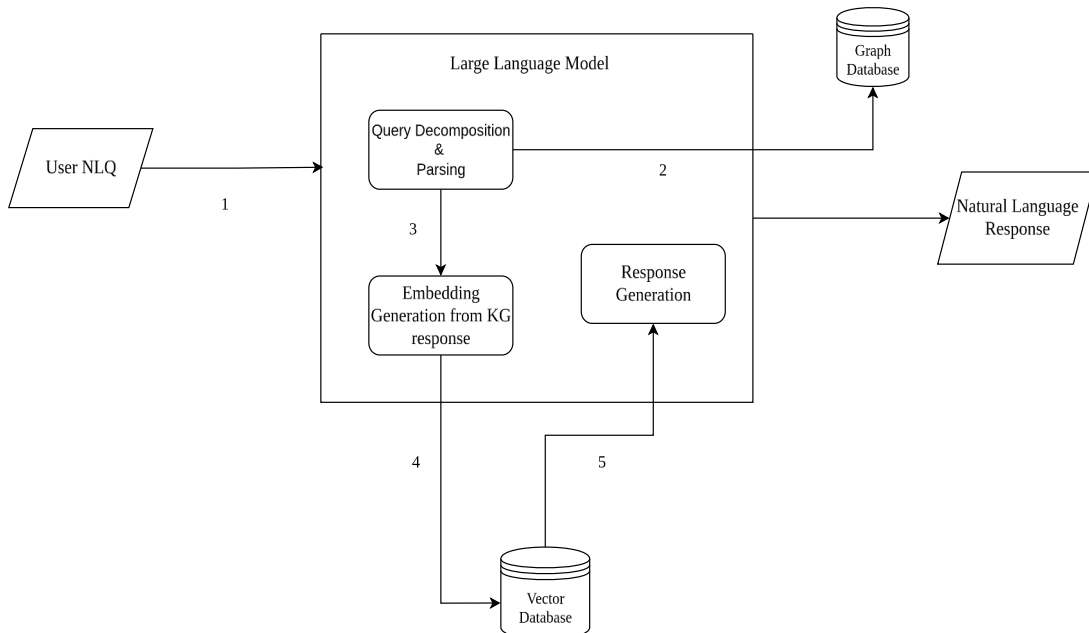 Large Language Model
Graph
Database
Query Decomposition
&
Parsing
User NLQ
1
2
Natural Language
Response
3
Response
Generation
Embedding
Generation from KG
response
4
5
Vector
Database